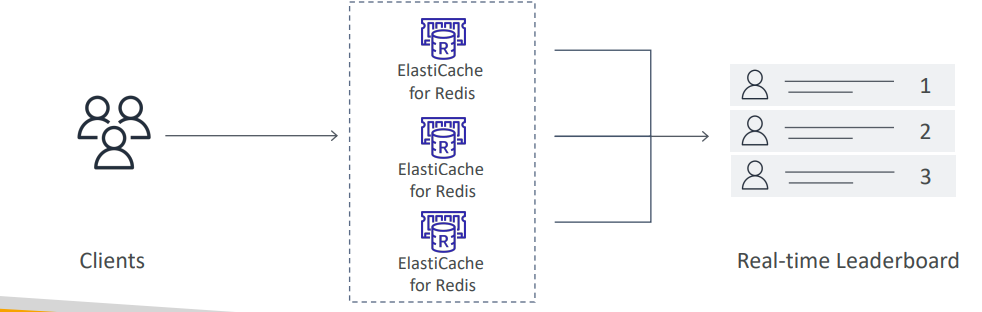 ElastiCache
for Redis
ElastiCache
for Redis
ElastiCache
for Redis
R
R
R
1
2
3
Clients
Real-time Leaderboard